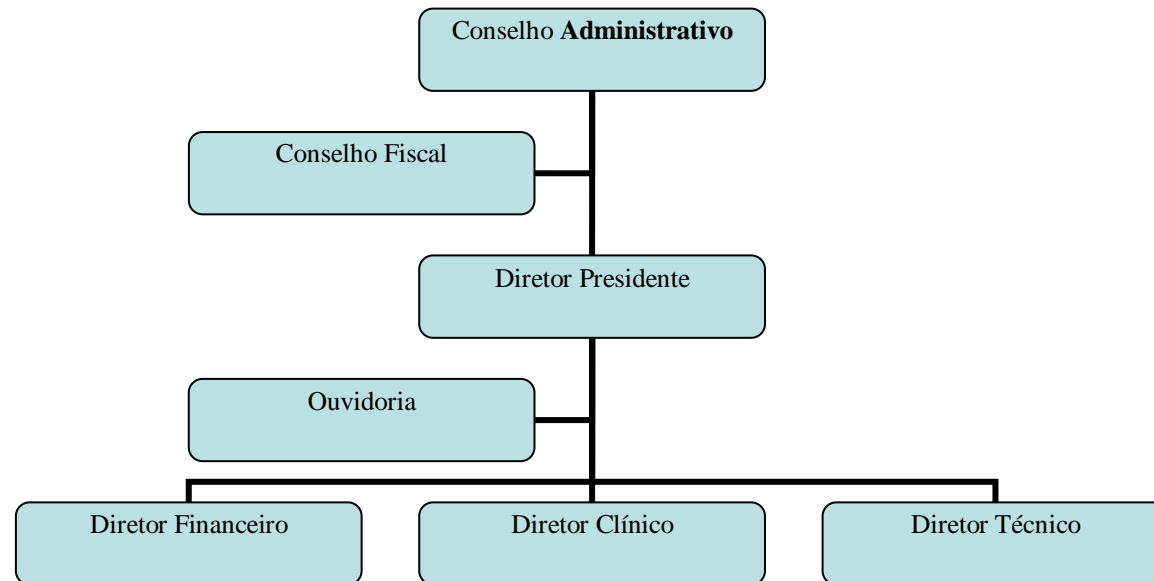 Conselho Administrativo
Conselho Fiscal
Diretor Presidente
Ouvidoria
Diretor Financeiro
Diretor Clínico
Diretor Técnico